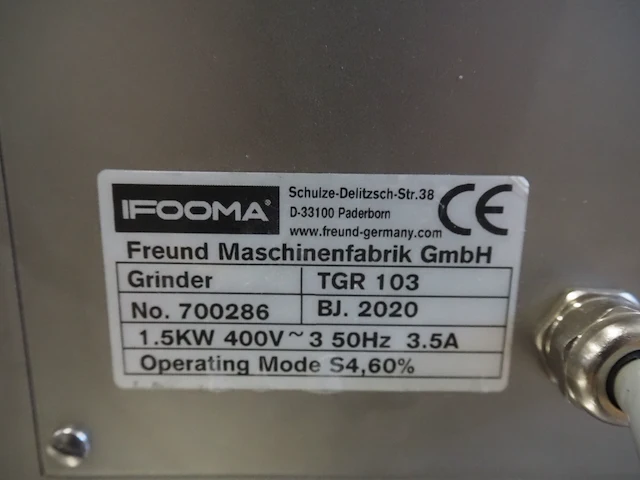 IFOOMA®
Schulze-Delitzsch-Str.38
D-33100 Paderborn
www.freund-germany.com
CE
Freund Maschinenfabrik GmbH
Grinder TGR 103
No. 700286 BJ. 2020
1.5KW 400V~3 50Hz 3.5A
Operating Mode S4,60%